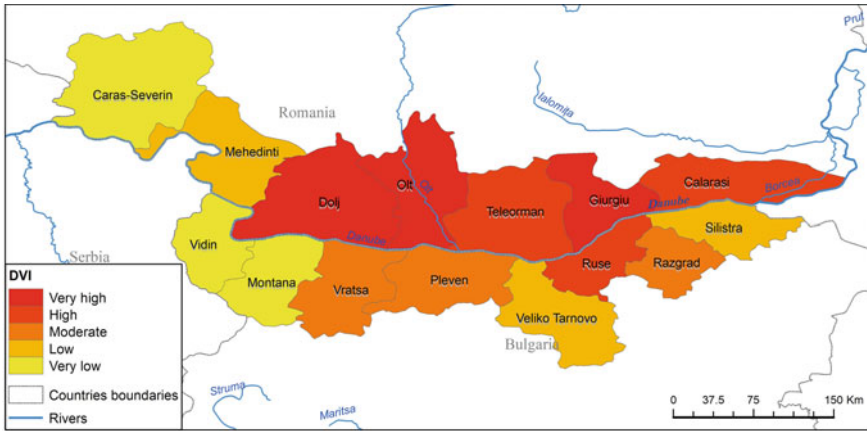 Prut
Caras-Severin
Romania
Ialomița
Mehedinti
Olt
Olt
Calarasi
Dolj
Giurgiu
Borcea
Teleorman
Danube
Silistra
Danube
Vidin
Serbia
Ruse
Razgrad
Montana
Pleven
Vratsa
Veliko Tarnovo
Bulgaria
DVI
Very high
High
Moderate
Low
Very low
Countries boundaries
Rivers
Struma
Maritsa
0 37.5 75 150 Km